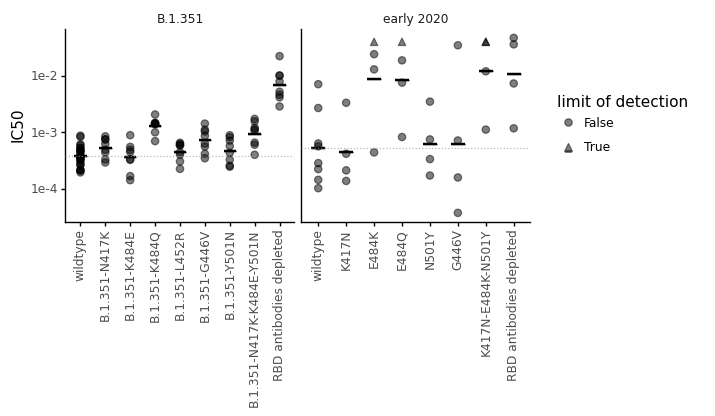 B.1.351
early 2020
IC50
1e-2
1e-3
1e-4
wildtype
B.1.351-N417K
B.1.351-K484E
B.1.351-K484Q
B.1.351-L452R
B.1.351-G446V
B.1.351-Y501N
B.1.351-N417K-K484E-Y501N
RBD antibodies depleted
wildtype
K417N
E484K
E484Q
N501Y
G446V
K417N-E484K-N501Y
RBD antibodies depleted
limit of detection
False
True